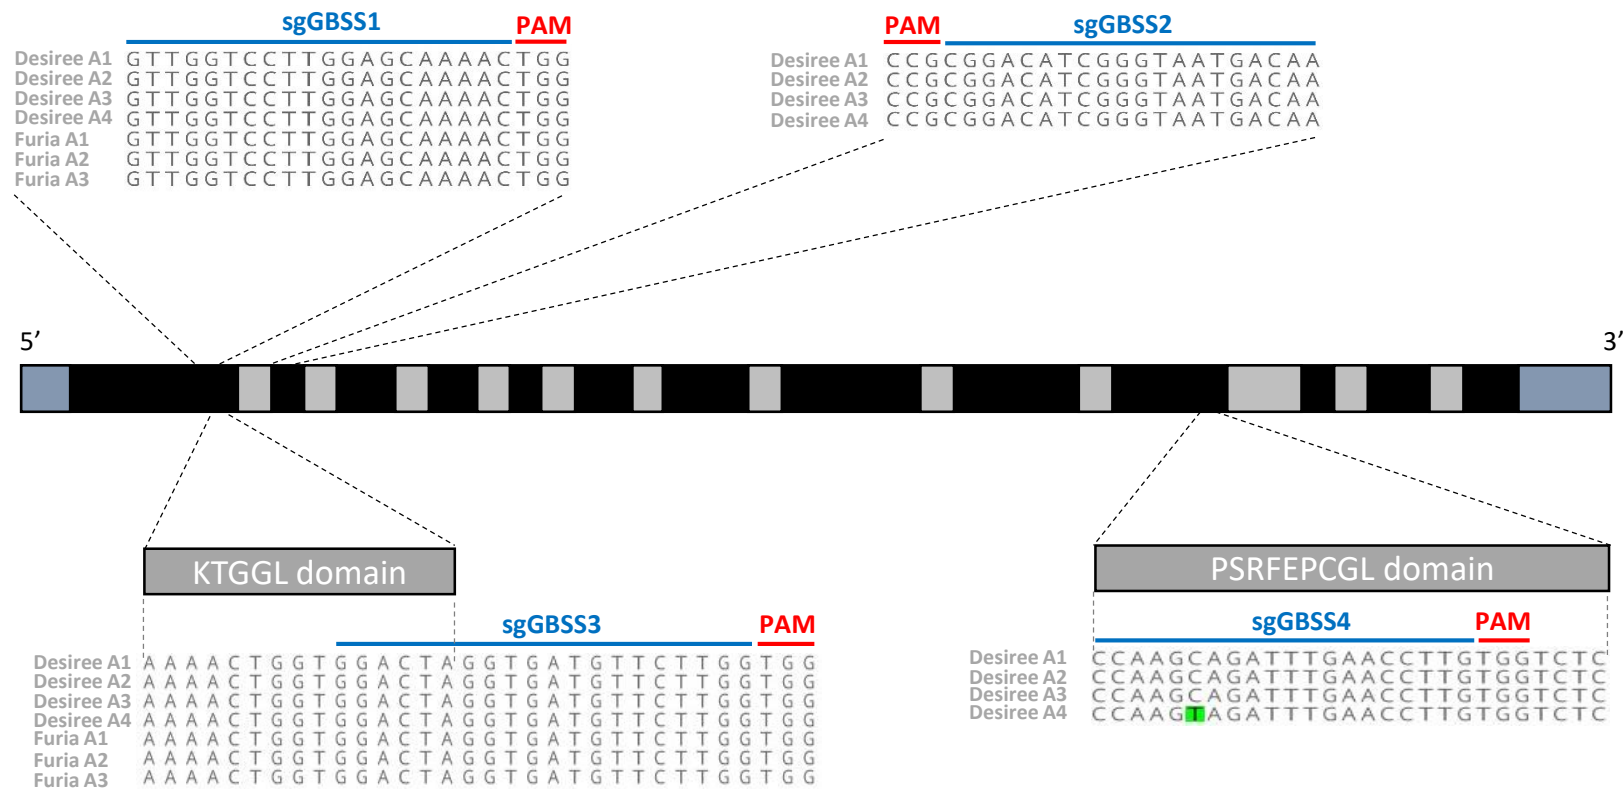 sgGBSS1 PAM
Desiree A1 GTTGGTCCTTGGAGCAAAACTGG
Desiree A2 GTTGGTCCTTGGAGCAAAACTGG
Desiree A3 GTTGGTCCTTGGAGCAAAACTGG
Desiree A4 GTTGGTCCTTGGAGCAAAACTGG
Furia A1 GTTGGTCCTTGGAGCAAAACTGG
Furia A2 GTTGGTCCTTGGAGCAAAACTGG
Furia A3 GTTGGTCCTTGGAGCAAAACTGG
PAM sgGBSS2
Desiree A1 CCGCGGACATCGGGTAATGACAA
Desiree A2 CCGCGGACATCGGGTAATGACAA
Desiree A3 CCGCGGACATCGGGTAATGACAA
Desiree A4 CCGCGGACATCGGGTAATGACAA
5’ 3’
KTGGL domain
sgGBSS3 PAM
Desiree A1 AAAACTGGTGGACTAGGTGATGTTCTTGGTGG
Desiree A2 AAAACTGGTGGACTAGGTGATGTTCTTGGTGG
Desiree A3 AAAACTGGTGGACTAGGTGATGTTCTTGGTGG
Desiree A4 AAAACTGGTGGACTAGGTGATGTTCTTGGTGG
Furia A1 AAAACTGGTGGACTAGGTGATGTTCTTGGTGG
Furia A2 AAAACTGGTGGACTAGGTGATGTTCTTGGTGG
Furia A3 AAAACTGGTGGACTAGGTGATGTTCTTGGTGG
PSRFEPCGL domain
sgGBSS4 PAM
Desiree A1 CCAAGCAGATTTGAACCTTGTGGTCTC
Desiree A2 CCAAGCAGATTTGAACCTTGTGGTCTC
Desiree A3 CCAAGCAGATTTGAACCTTGTGGTCTC
Desiree A4 CCAAGTAGATTTGAACCTTGTGGTCTC